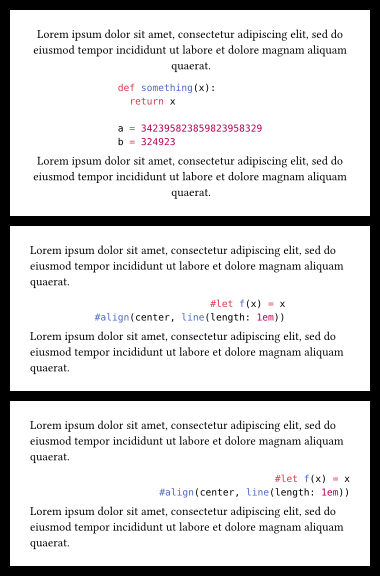 Lorem ipsum dolor sit amet, consectetur adipiscing elit, sed do
eiusmod tempor incididunt ut labore et dolore magnam aliquam
quaerat.
def something(x):
  return x
a = 342395823859823958329
b = 324923
Lorem ipsum dolor sit amet, consectetur adipiscing elit, sed do
eiusmod tempor incididunt ut labore et dolore magnam aliquam
quaerat.
Lorem ipsum dolor sit amet, consectetur adipiscing elit, sed do
eiusmod tempor incididunt ut labore et dolore magnam aliquam
quaerat.
#let f(x) = x
#align(center, line(length: 1em))
Lorem ipsum dolor sit amet, consectetur adipiscing elit, sed do
eiusmod tempor incididunt ut labore et dolore magnam aliquam
quaerat.
Lorem ipsum dolor sit amet, consectetur adipiscing elit, sed do
eiusmod tempor incididunt ut labore et dolore magnam aliquam
quaerat.
#let f(x) = x
#align(center, line(length: 1em))
Lorem ipsum dolor sit amet, consectetur adipiscing elit, sed do
eiusmod tempor incididunt ut labore et dolore magnam aliquam
quaerat.